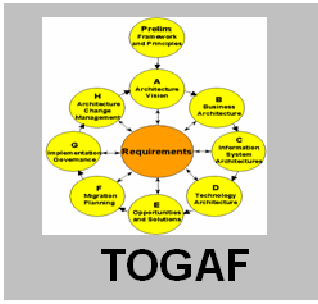 Prelims
Framework
and Principles
A
Architecture
Vision
H
Architecture
Change
Management
B
Business
Architecture
G
Implementation
Governance
Requirements
C
Information
System
Architectures
F
Migration
Planning
D
Technology
Architecture
E
Opportunities
and Solutions
TOGAF